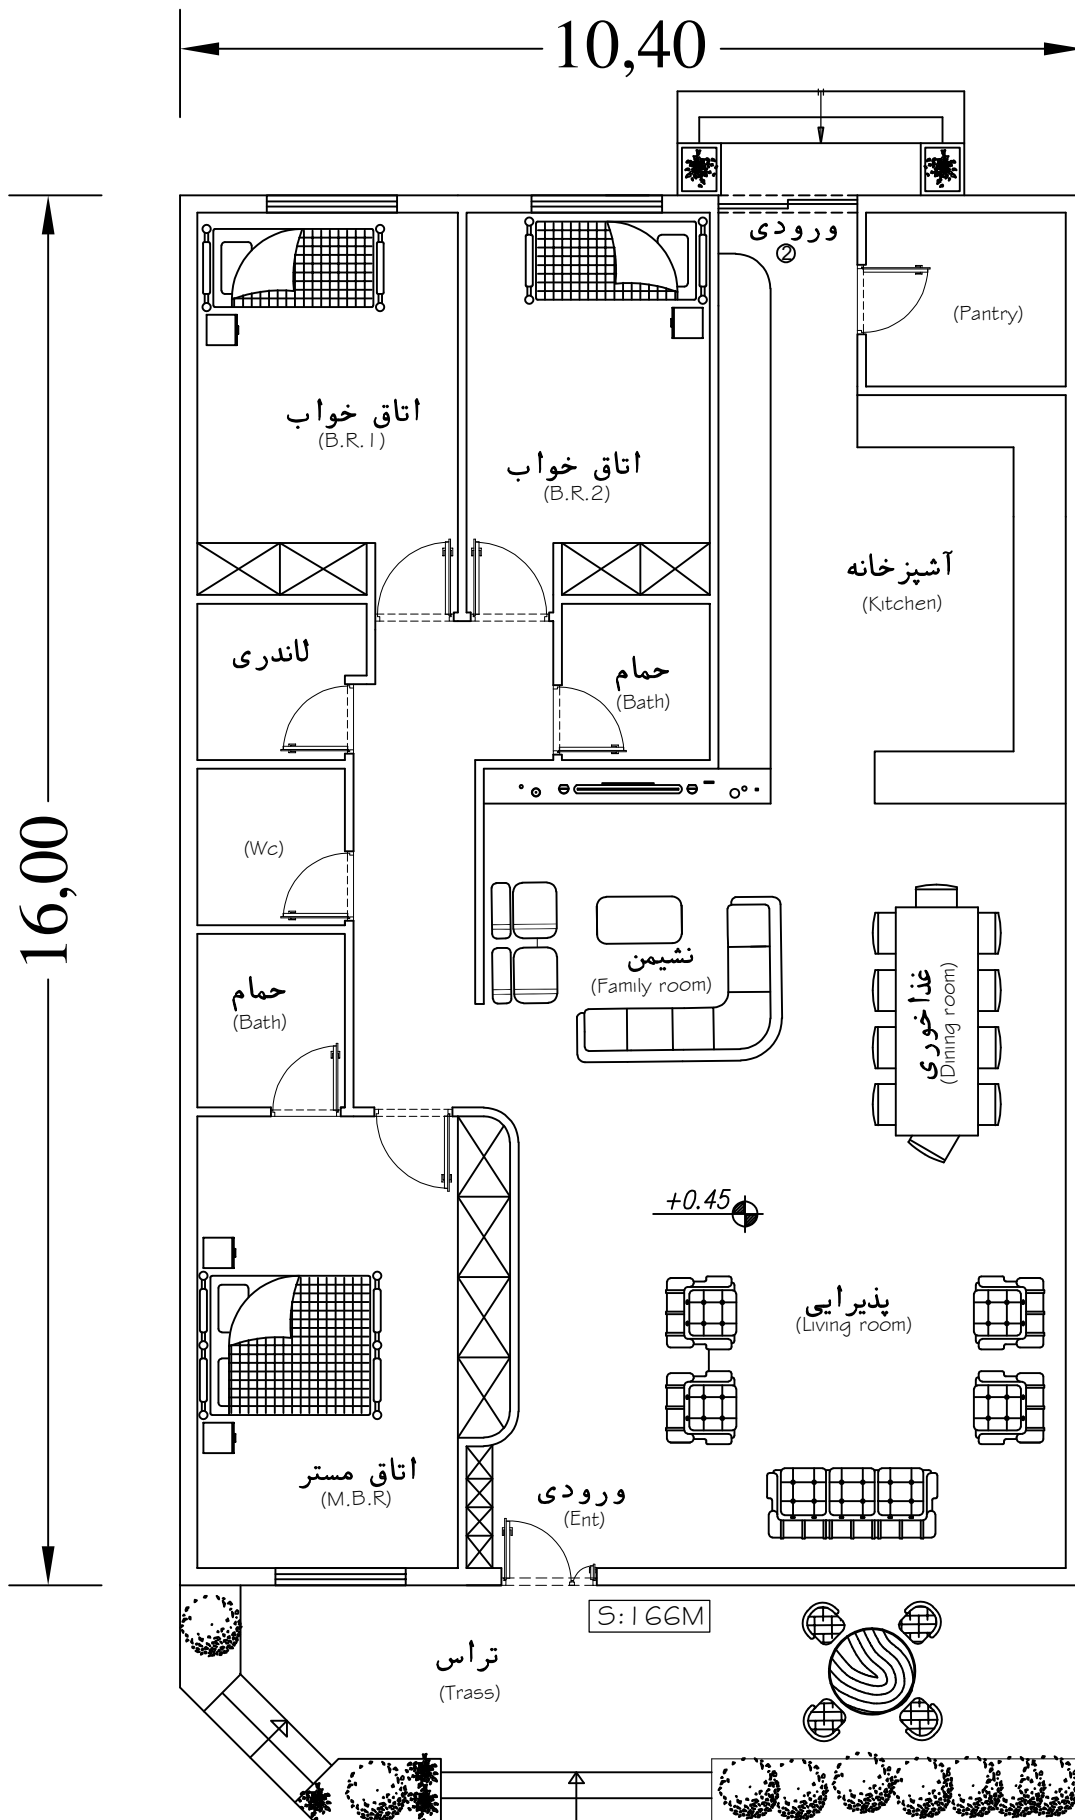 10,40
16,00
ورودی
2
(Pantry)
اتاق خواب
(B.R.1)
اتاق خواب
(B.R.2)
آشپزخانه
(Kitchen)
لاندری
حمام
(Bath)
(Wc)
نشیمن
(Family room)
غذاخوری
(Dining room)
حمام
(Bath)
+0.45
پذیرایی
(Living room)
اتاق مستر
(M.B.R)
ورودی
(Ent)
S:166M
تراس
(Trass)